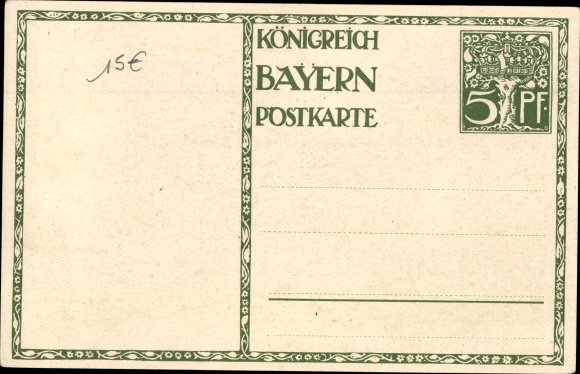 15€
KÖNIGREICH
BAYERN
POSTKARTE
5 PF.